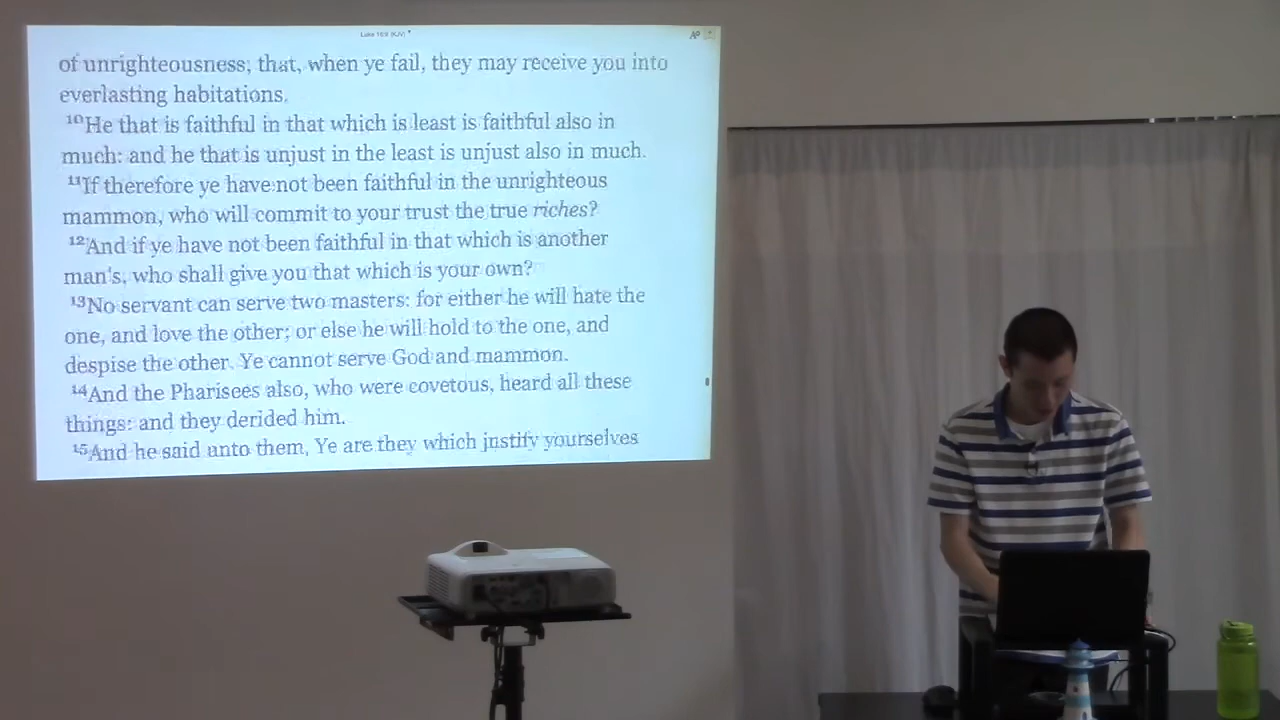 Luke 16:9 (KJV)
of unrighteousness; that, when ye fail, they may receive you into
everlasting habitations.
10He that is faithful in that which is least is faithful also in
much: and he that is unjust in the least is unjust also in much.
11If therefore ye have not been faithful in the unrighteous
mammon, who will commit to your trust the true riches?
12And if ye have not been faithful in that which is another
man's, who shall give you that which is your own?
13No servant can serve two masters: for either he will hate the
one, and love the other; or else he will hold to the one, and
despise the other. Ye cannot serve God and mammon.
14And the Pharisees also, who were covetous, heard all these
things: and they derided him.
15And he said unto them, Ye are they which justify yourselves